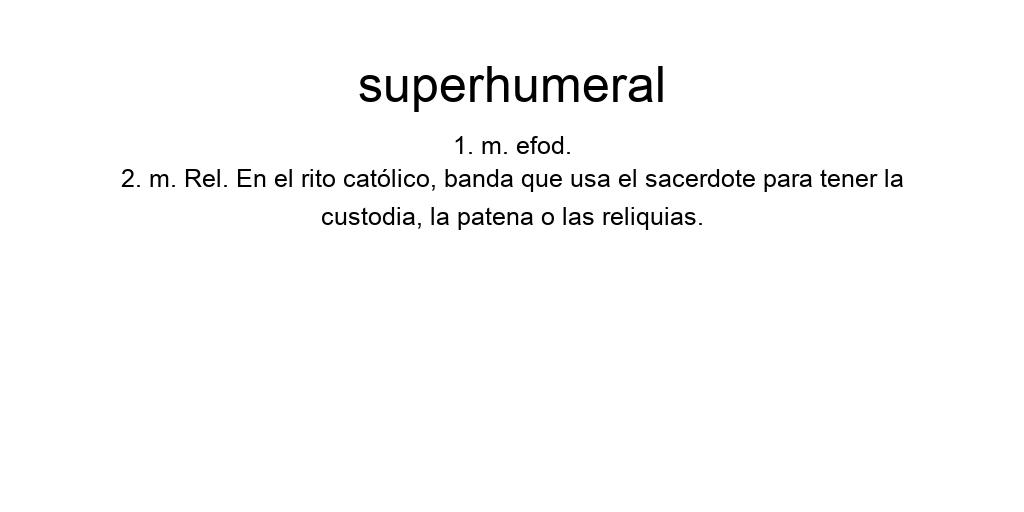 superhumeral
1. m. efod.
2. m. Rel. En el rito católico, banda que usa el sacerdote para tener la
custodia, la patena o las reliquias.